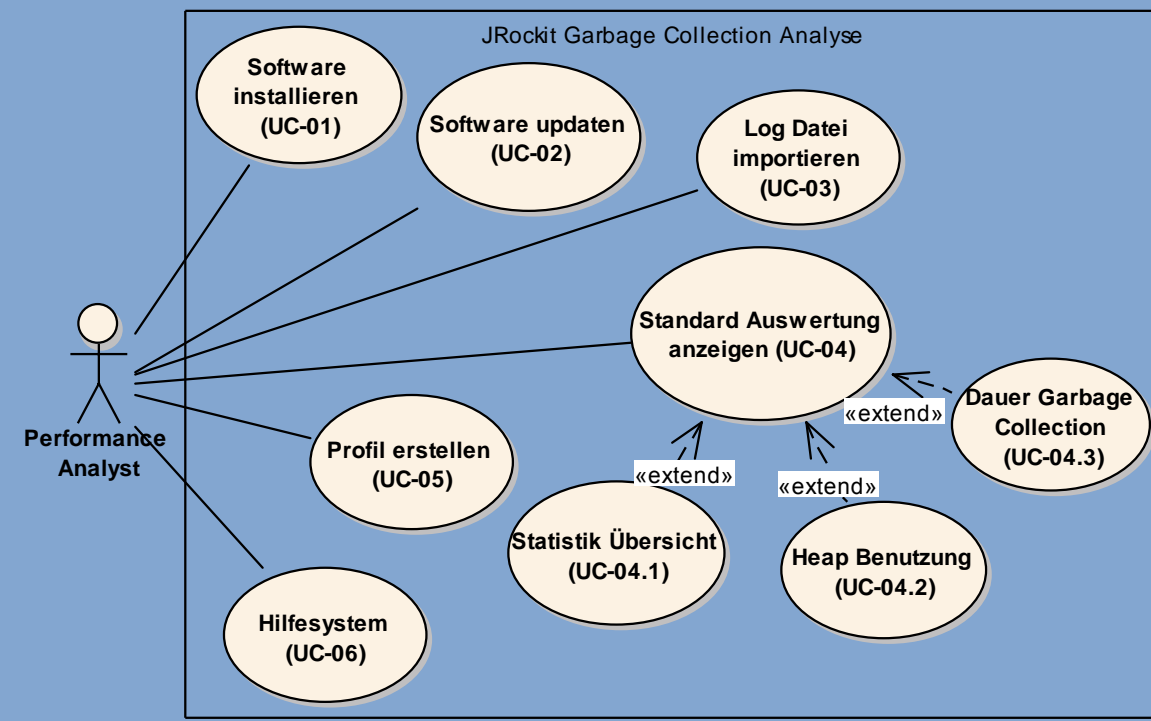 JRockit Garbage Collection Analyse
Software
installieren
(UC-01)
Software updaten
(UC-02)
Log Datei
importieren
(UC-03)
Standard Auswertung
anzeigen (UC-04)
Dauer Garbage
Collection
(UC-04.3)
«extend»
Performance
Analyst
Profil erstellen
(UC-05)
«extend»
«extend»
Statistik Übersicht
(UC-04.1)
Heap Benutzung
(UC-04.2)
Hilfesystem
(UC-06)